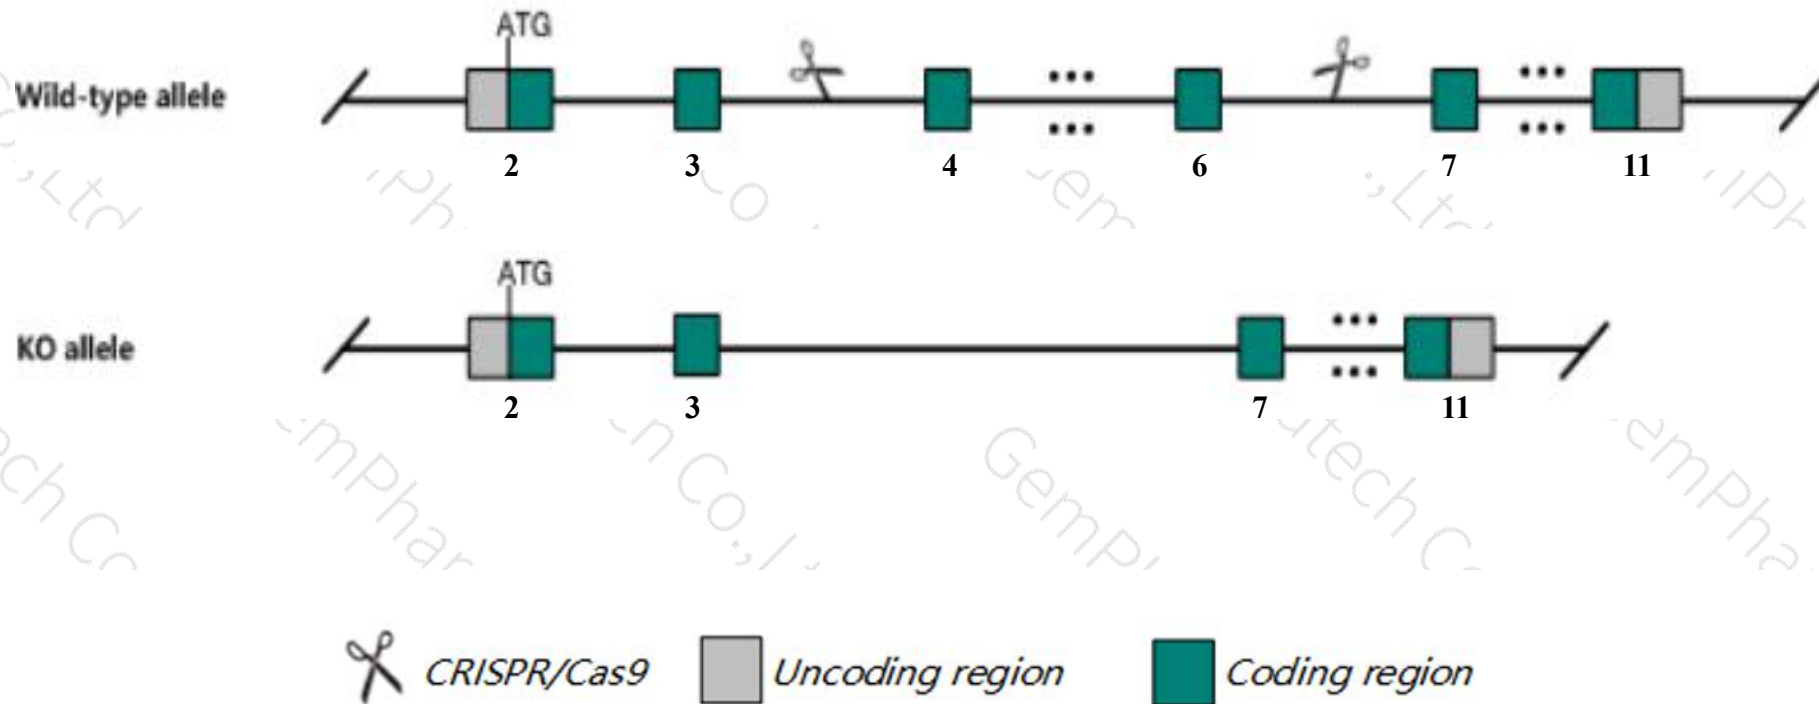 ATG
Wild-type allele
2 3 4 6 7 11
ATG
KO allele
2 3 7 11
CRISPR/Cas9 Uncoding region Coding region